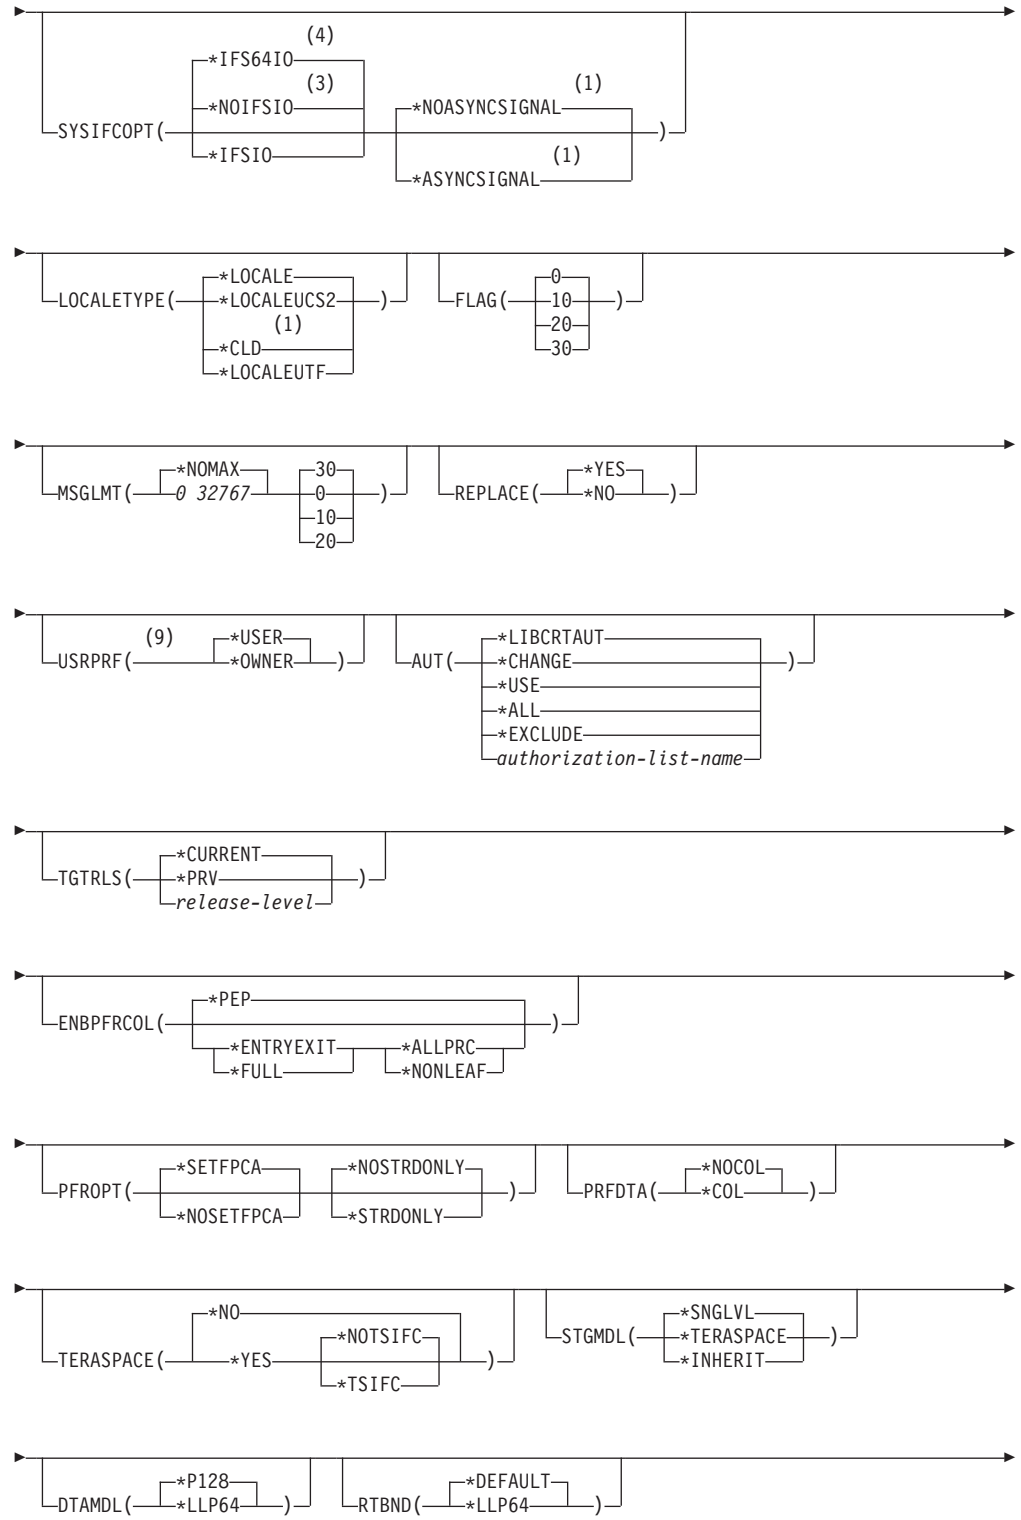 (4)
*IFS64IO
(3) (1)
*NOIFSIO *NOASYNCSIGNAL
SYSIFCOPT( )
*IFSIO (1)
*ASYNCSIGNAL
*LOCALE 0
LOCALETYPE( *LOCALEUCS2 ) FLAG( 10 )
(1) 20
*CLD 30
*LOCALEUTF
*NOMAX 30 *YES
MSGLMT( 0 32767 0 ) REPLACE( *NO )
10
20
(9) *USER *LIBCRTAUT
USRPRF( *OWNER ) AUT( *CHANGE )
*USE
*ALL
*EXCLUDE
authorization-list-name
*CURRENT
TGTRLS( *PRV )
release-level
*PEP
ENBPFRCOL( )
*ENTRYEXIT *ALLPRC
*FULL *NONLEAF
*SETFPCA *NOSTRDONLY *NOCOL
PFROPT( ) PRFDTA( *COL )
*NOSETFPCA *STRDONLY
*NO *SNGLVL
*NOTSIFC STGMDL( *TERASPACE )
TERASPACE( *YES ) *INHERIT
*TSIFC
*P128 *DEFAULT
DTAMDL( *LLP64 ) RTBND( *LLP64 )